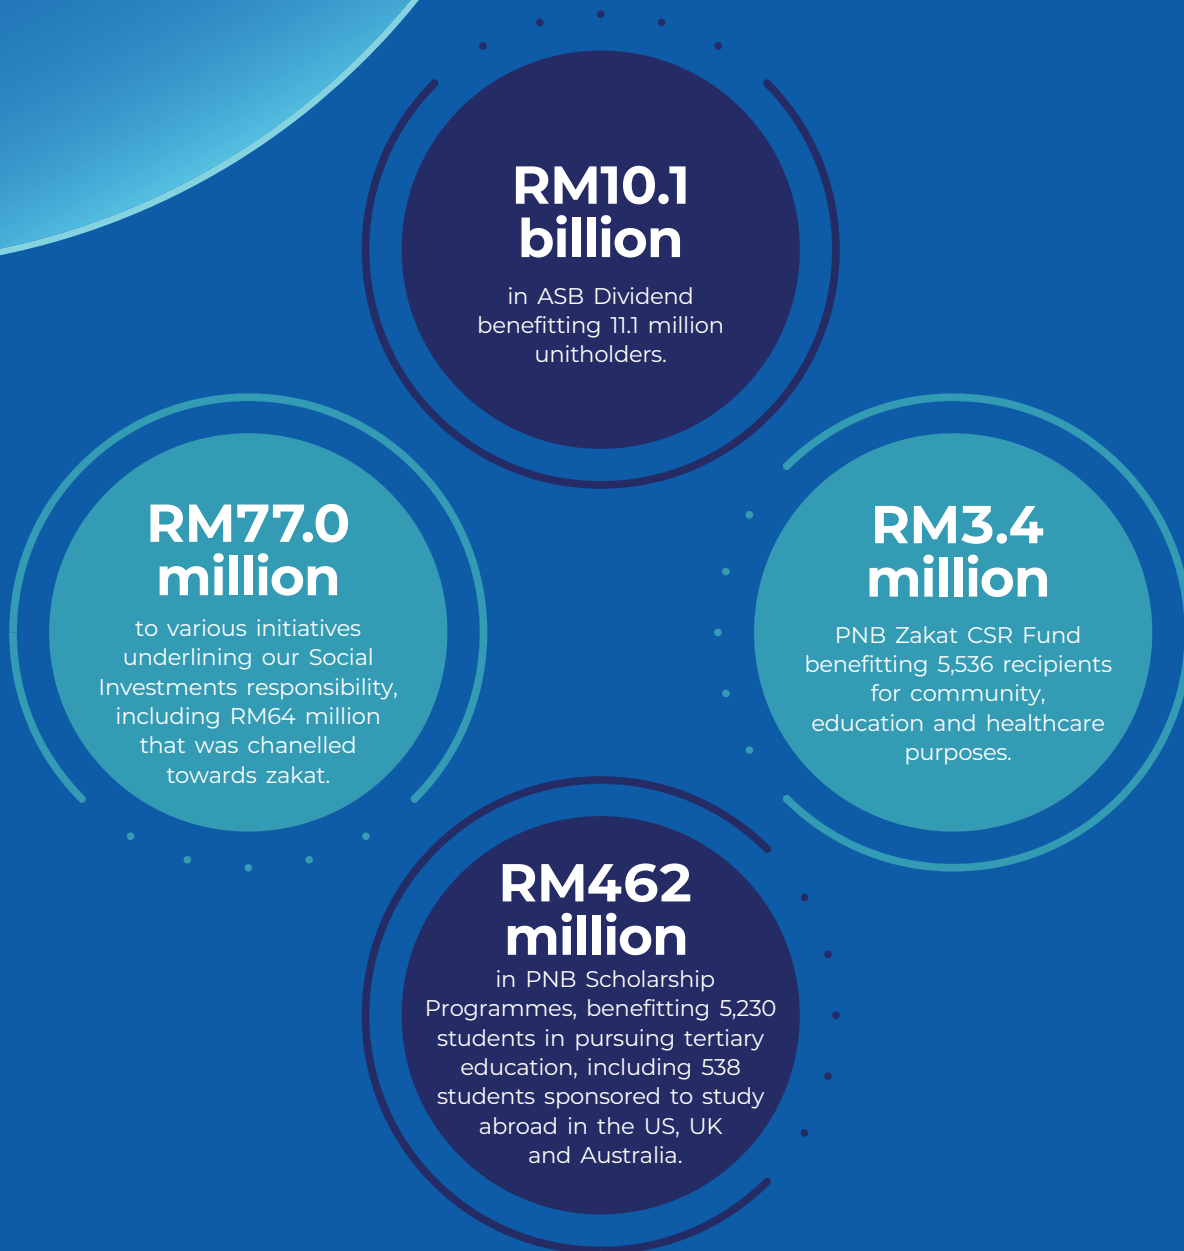 RM10.1
billion
in ASB Dividend
benefitting 11.1 million
unitholders.
RM77.0
million
to various initiatives
underlining our Social
Investments responsibility,
including RM64 million
that was chanelled
towards zakat.
RM3.4
million
PNB Zakat CSR Fund
benefitting 5,536 recipients
for community,
education and healthcare
purposes.
RM462
million
in PNB Scholarship
Programmes, benefitting 5,230
students in pursuing tertiary
education, including 538
students sponsored to study
abroad in the US, UK
and Australia.